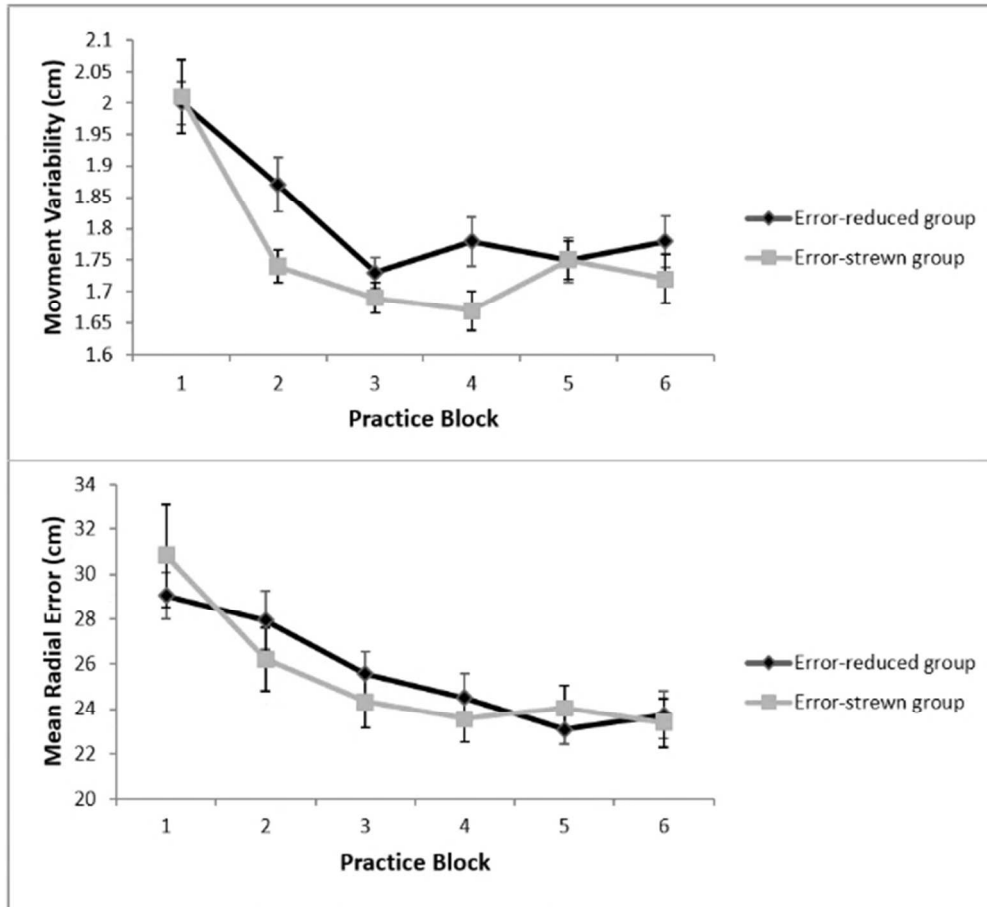 2.1
2.05
2
1.95
1.9
1.85
1.8
1.75
1.7
1.65
1.6
Movment Variability (cm)
1 2 3 4 5 6
Practice Block
Error-reduced group
Error-strewn group
34
32
30
28
26
24
22
20
Mean Radial Error (cm)
1 2 3 4 5 6
Practice Block
Error-reduced group
Error-strewn group